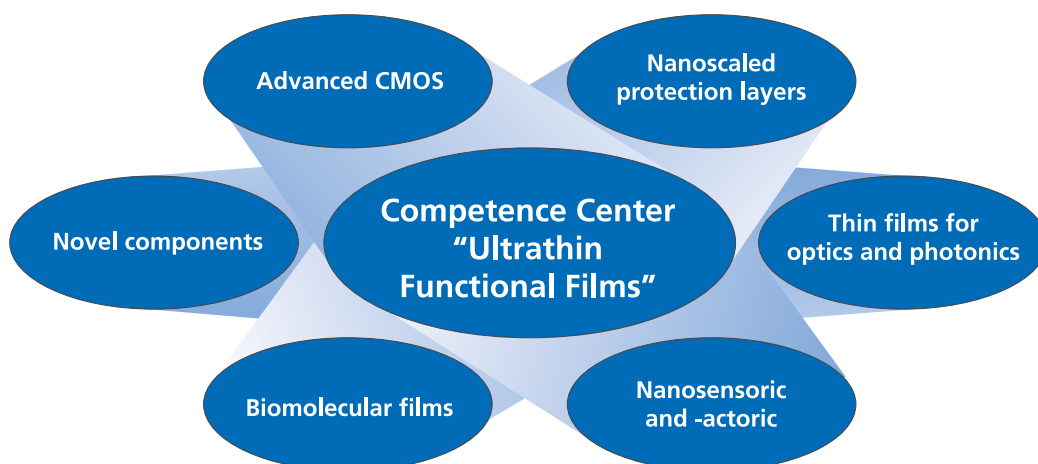 Advanced CMOS
Nanoscaled
protection layers
Novel components
Competence Center
“Ultrathin
Functional Films”
Thin films for
optics and photonics
Biomolecular films
Nanosensoric
and -actoric